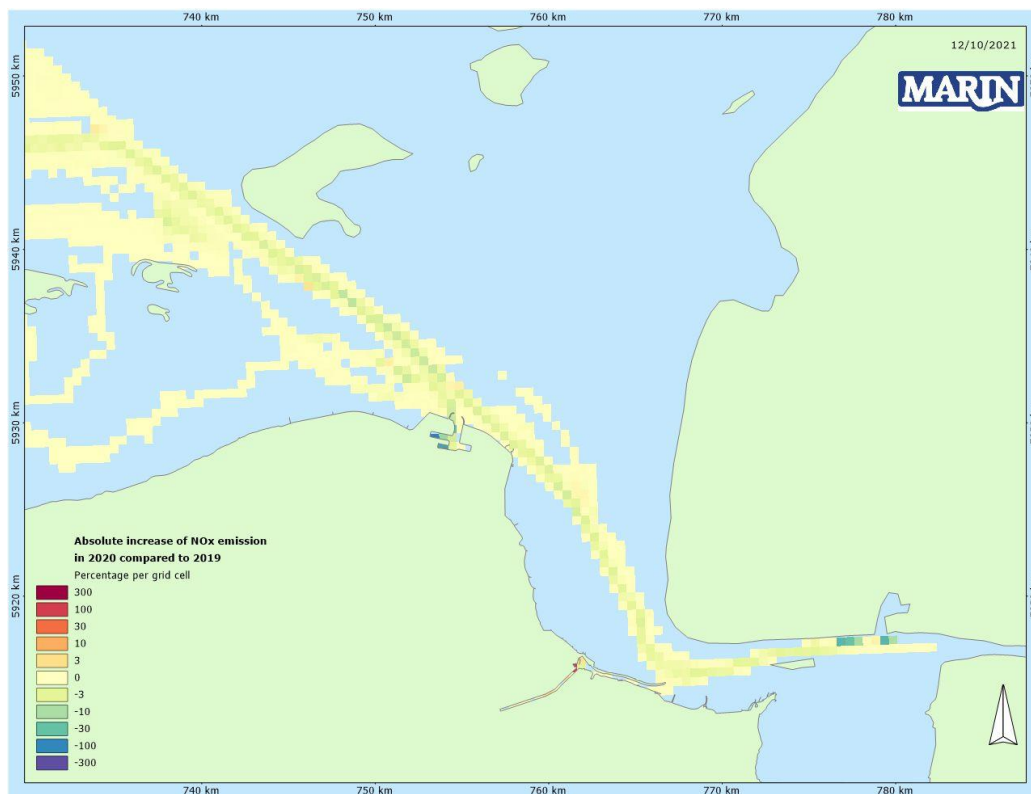 740 km 750 km 760 km 770 km 780 km
12/10/2021
MARIN
5950 km
5940 km
5930 km
5920 km
Absolute increase of NOx emission
in 2020 compared to 2019
Percentage per grid cell
300
100
30
10
3
0
-3
-10
-30
-100
-300
740 km 750 km 760 km 770 km 780 km